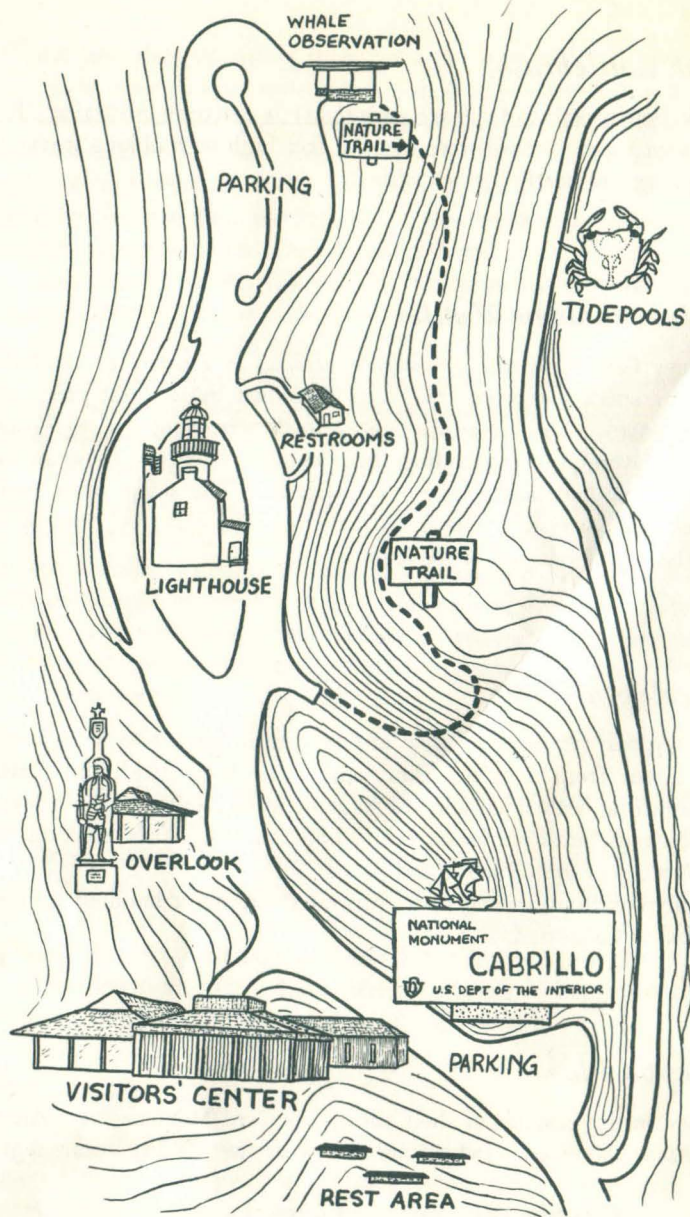 WHALE
OBSERVATION
NATURE
TRAIL
PARKING
TIDEPOOLS
RESTROOMS
NATURE
TRAIL
LIGHTHOUSE
OVERLOOK
NATIONAL
MONUMENT
CABRILLO
U.S. DEPT OF THE INTERIOR
PARKING
VISITORS' CENTER
REST AREA